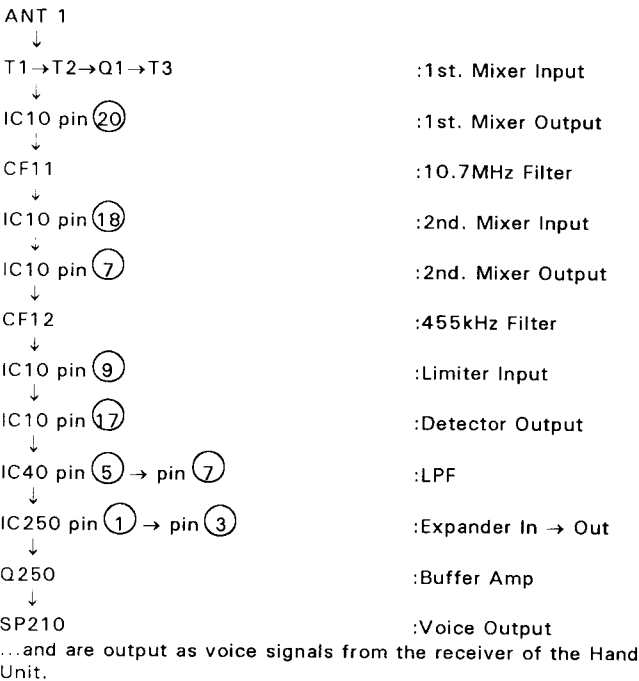 ANT 1
↓
T1→T2→Q1→T3 :1st. Mixer Input
↓
IC10 pin 20 :1st. Mixer Output
↓
CF11 :10.7MHz Filter
↓
IC10 pin 18 :2nd. Mixer Input
↓
IC10 pin 7 :2nd. Mixer Output
↓
CF12 :455kHz Filter
↓
IC10 pin 9 :Limiter Input
↓
IC10 pin 17 :Detector Output
↓
IC40 pin 5 → pin 7 :LPF
↓
IC250 pin 1 → pin 3 :Expander In → Out
↓
Q250 :Buffer Amp
↓
SP210 :Voice Output
...and are output as voice signals from the receiver of the Hand
Unit.